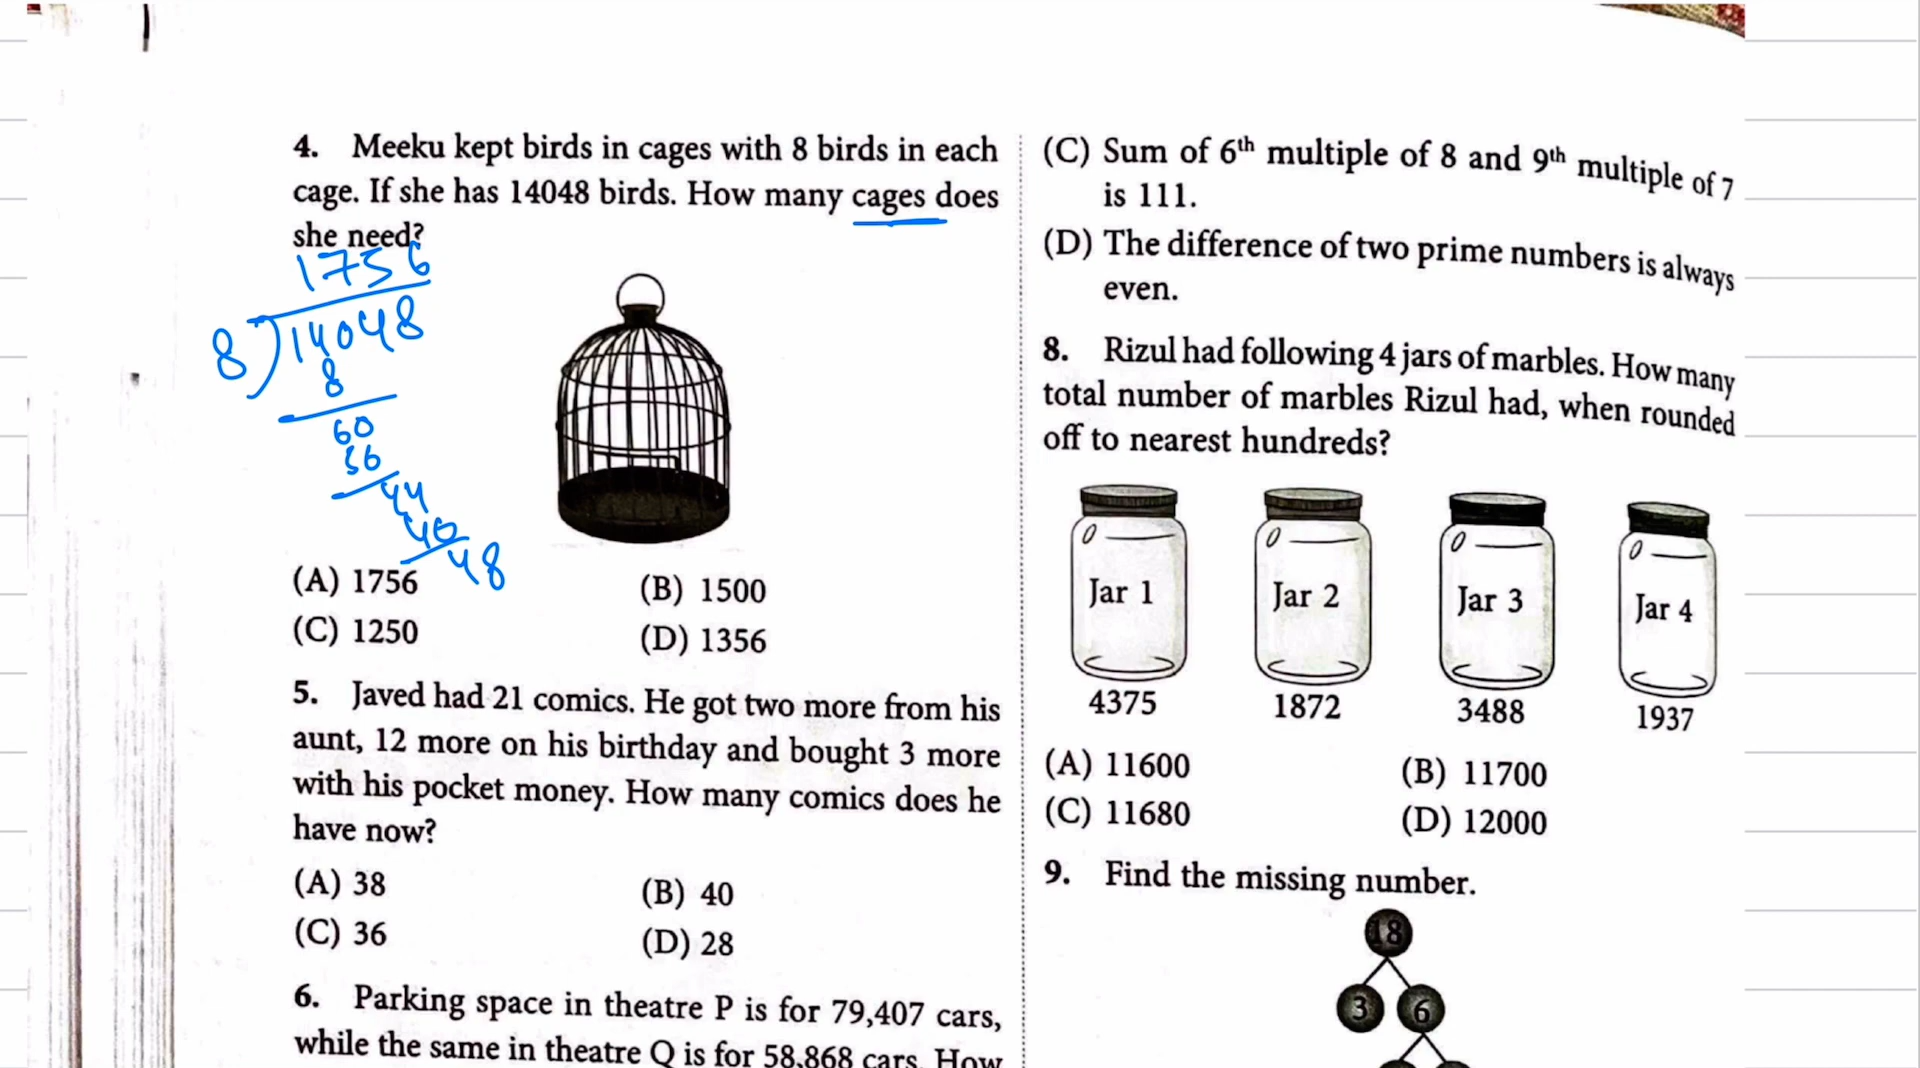 4. Meeku kept birds in cages with 8 birds in each
cage. If she has 14048 birds. How many cages does
she need?
1756
8 14048
8
60
56
44
40
48
(A) 1756 (B) 1500
(C) 1250 (D) 1356
5. Javed had 21 comics. He got two more from his
aunt, 12 more on his birthday and bought 3 more
with his pocket money. How many comics does he
have now?
(A) 38 (B) 40
(C) 36 (D) 28
6. Parking space in theatre P is for 79,407 cars,
while the same in theatre Q is for 58,868 cars. How
(C) Sum of 6th multiple of 8 and 9th multiple of 7
is 111.
(D) The difference of two prime numbers is always
even.
8. Rizul had following 4 jars of marbles. How many
total number of marbles Rizul had, when rounded
off to nearest hundreds?
Jar 1 Jar 2 Jar 3 Jar 4
4375 1872 3488 1937
(A) 11600 (B) 11700
(C) 11680 (D) 12000
9. Find the missing number.
18
3 6